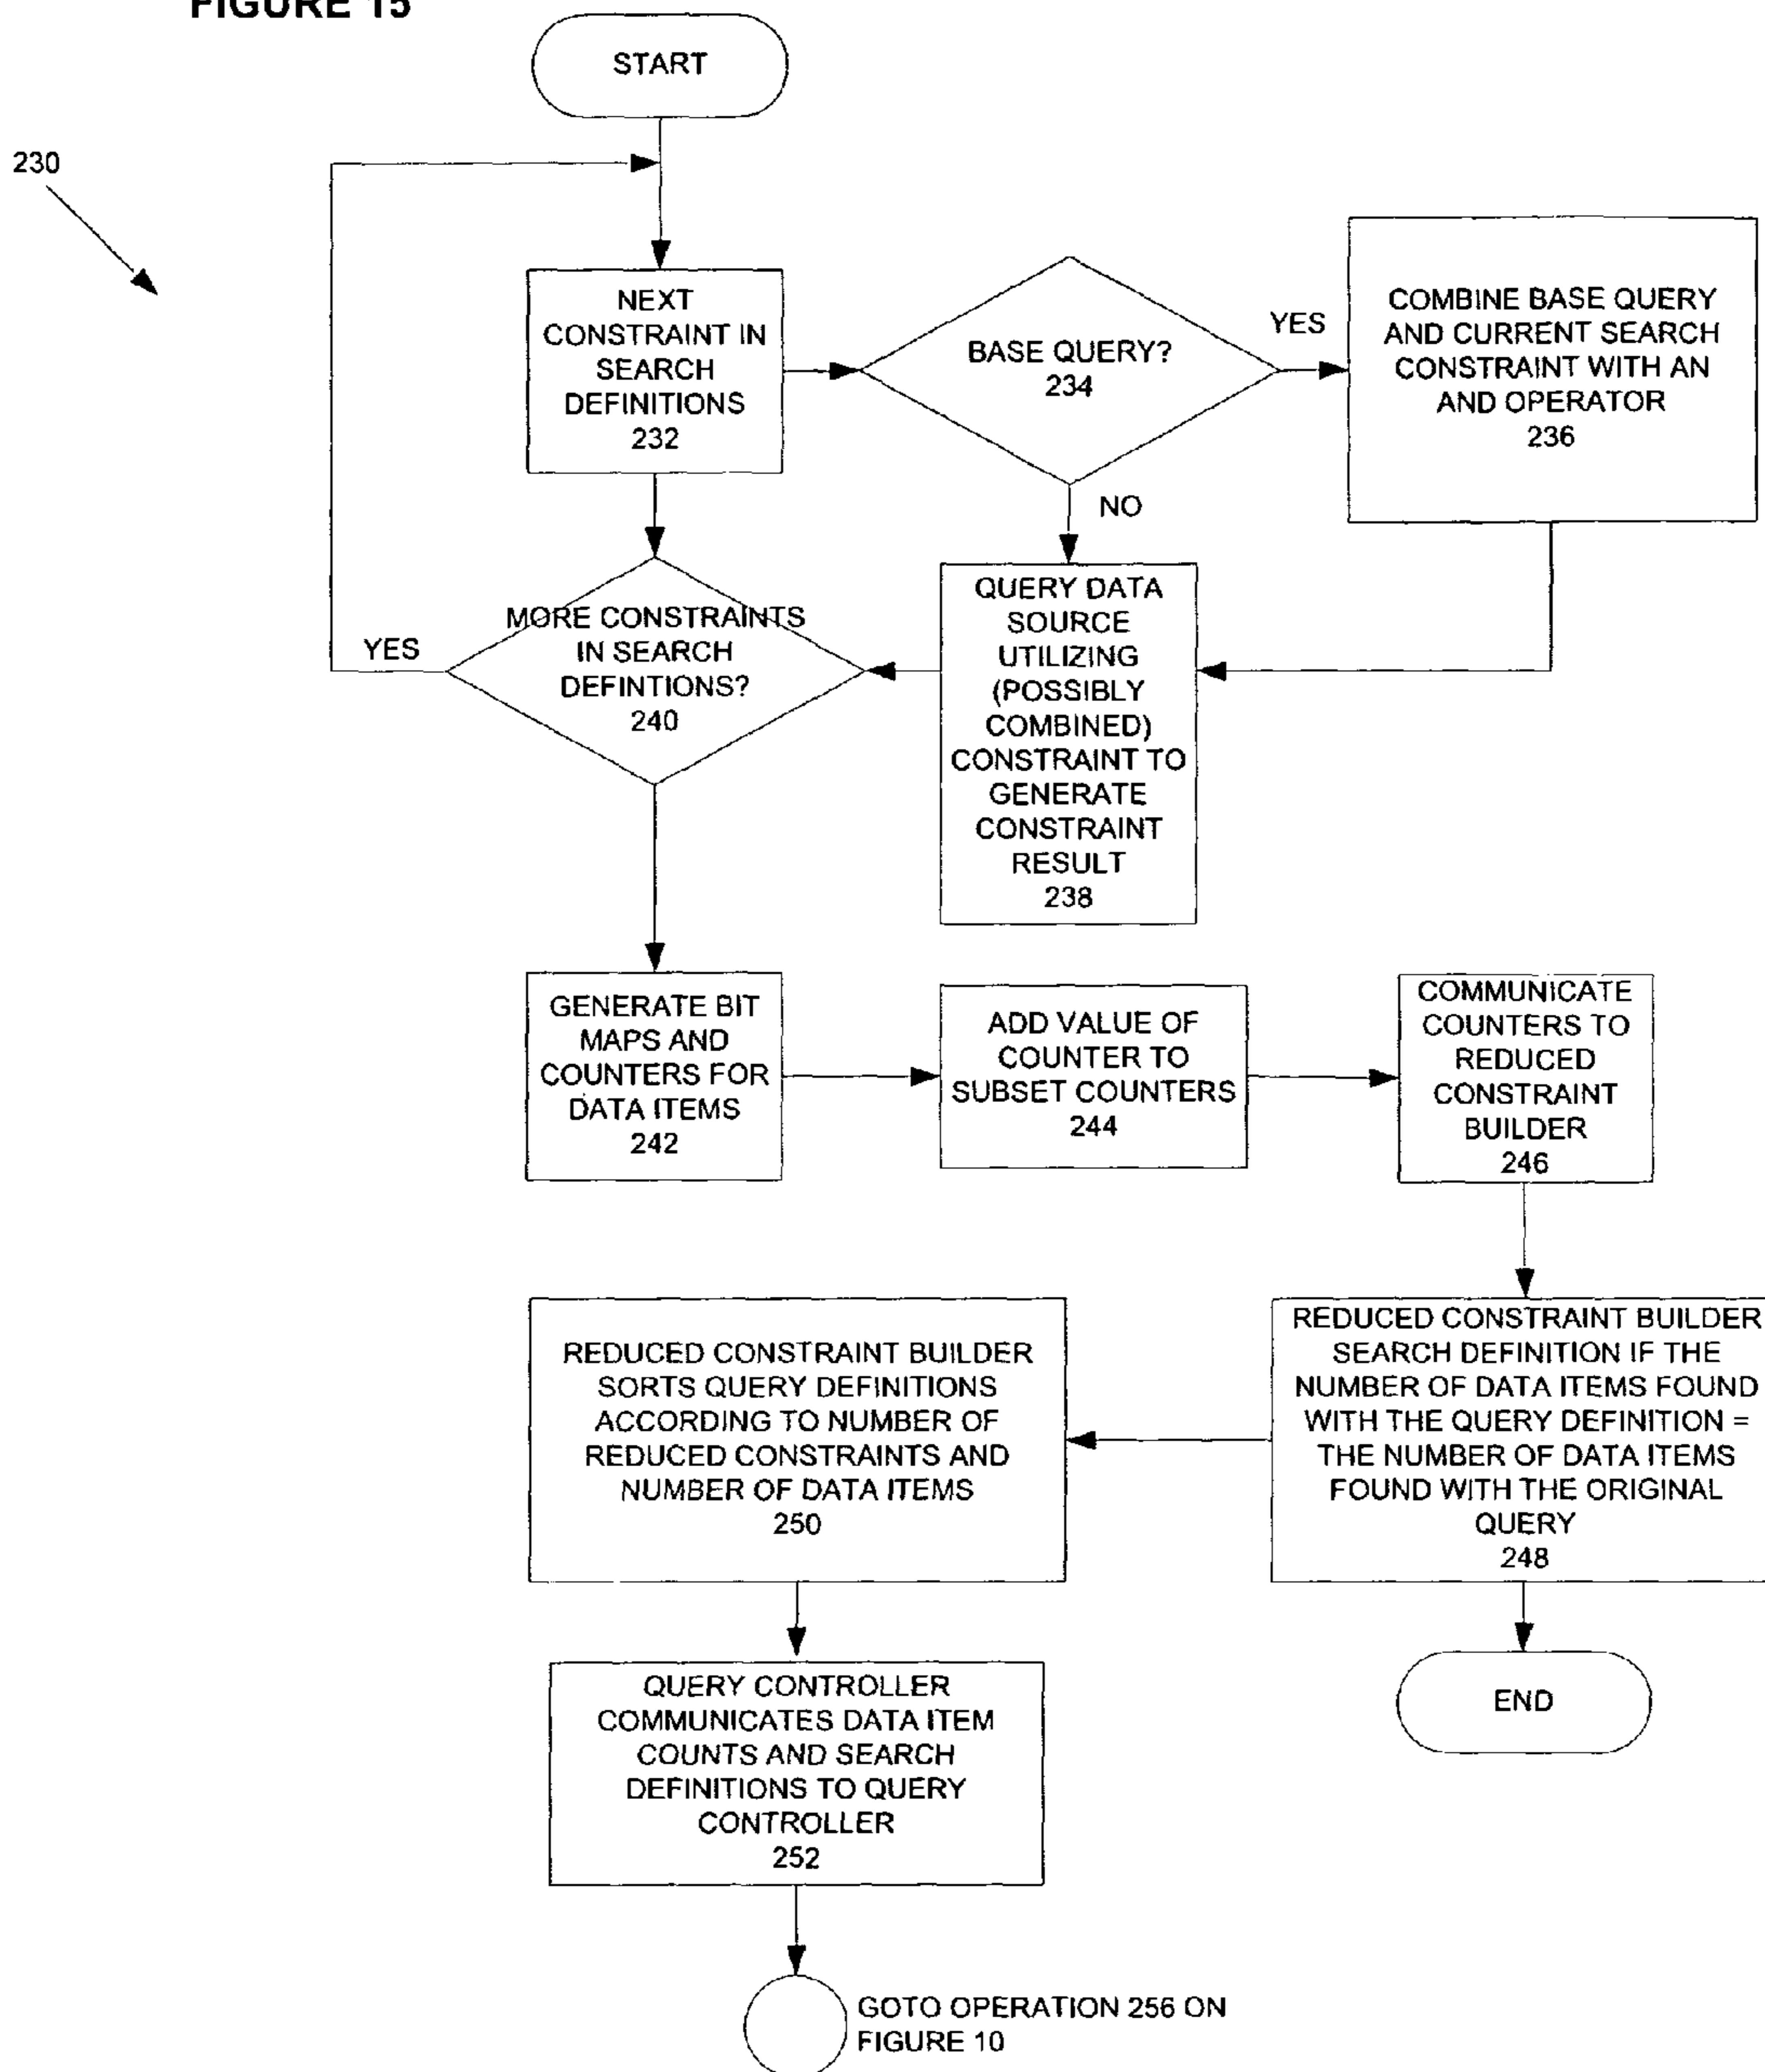 FIGURE 15
START
230
NEXT
CONSTRAINT IN
SEARCH
DEFINITIONS
232
BASE QUERY?
234
YES
COMBINE BASE QUERY
AND CURRENT SEARCH
CONSTRAINT WITH AN
AND OPERATOR
236
NO
QUERY DATA
SOURCE
UTILIZING
(POSSIBLY
COMBINED)
CONSTRAINT TO
GENERATE
CONSTRAINT
RESULT
238
MORE CONSTRAINTS
IN SEARCH
DEFINTIONS?
240
YES
GENERATE BIT
MAPS AND
COUNTERS FOR
DATA ITEMS
242
ADD VALUE OF
COUNTER TO
SUBSET COUNTERS
244
COMMUNICATE
COUNTERS TO
REDUCED
CONSTRAINT
BUILDER
246
REDUCED CONSTRAINT BUILDER
SEARCH DEFINITION IF THE
NUMBER OF DATA ITEMS FOUND
WITH THE QUERY DEFINITION =
THE NUMBER OF DATA ITEMS
FOUND WITH THE ORIGINAL
QUERY
248
REDUCED CONSTRAINT BUILDER
SORTS QUERY DEFINITIONS
ACCORDING TO NUMBER OF
REDUCED CONSTRAINTS AND
NUMBER OF DATA ITEMS
250
END
QUERY CONTROLLER
COMMUNICATES DATA ITEM
COUNTS AND SEARCH
DEFINITIONS TO QUERY
CONTROLLER
252
GOTO OPERATION 256 ON
FIGURE 10